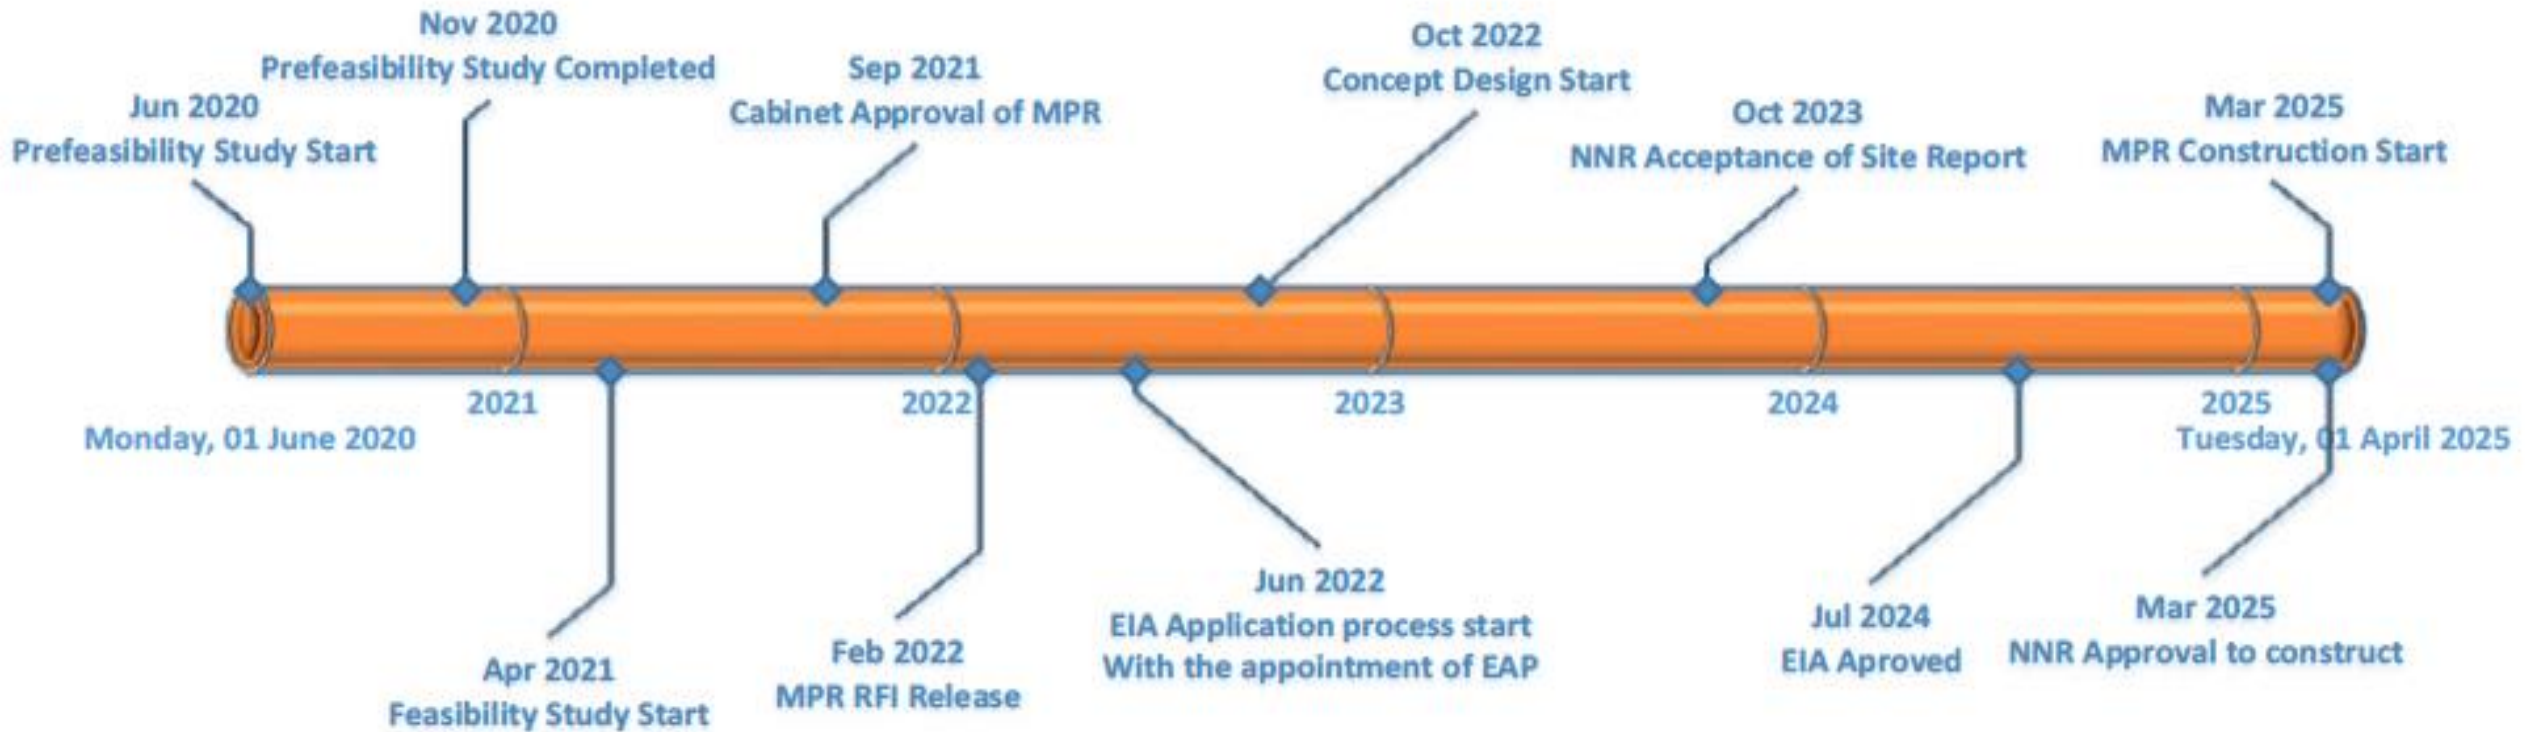 Nov 2020
Prefeasibility Study Completed
Jun 2020
Prefeasibility Study Start
Sep 2021
Cabinet Approval of MPR
Oct 2022
Concept Design Start
Oct 2023
NNR Acceptance of Site Report
Mar 2025
MPR Construction Start
2021
2022
2023
2024
2025
Monday, 01 June 2020
Tuesday, 01 April 2025
Apr 2021
Feasibility Study Start
Feb 2022
MPR RFI Release
Jun 2022
EIA Application process start
With the appointment of EAP
Jul 2024
EIA Aproved
Mar 2025
NNR Approval to construct